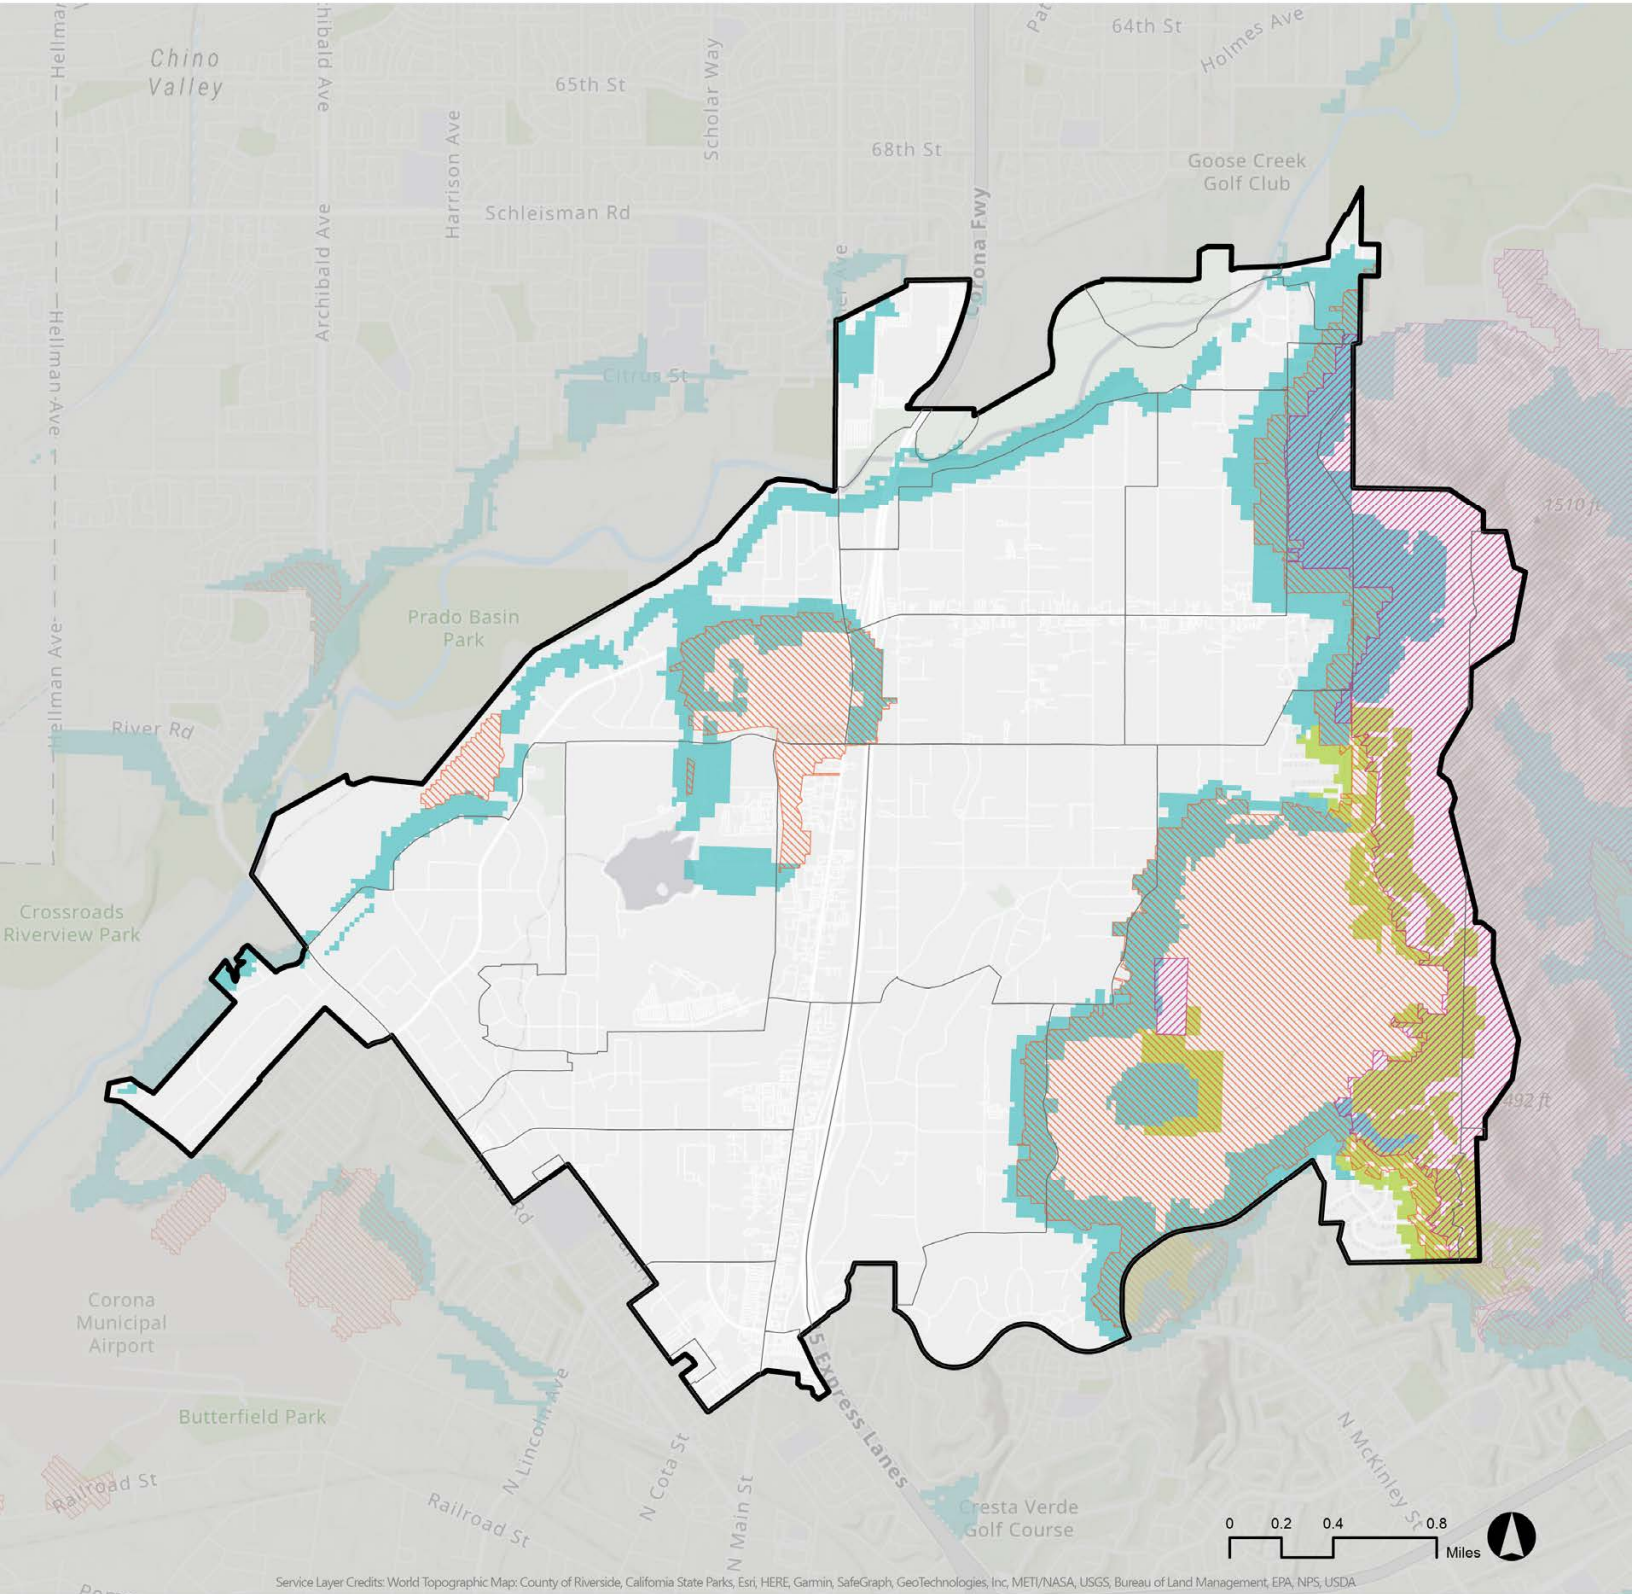 64th St
Holmes Ave
Chino
Valley
65th St
Scholar Way
Harrison Ave
68th St
Goose Creek
Golf Club
Schleisman Rd
Archibald Ave
Hellman Ave
Citrus St
1510 ft
Prado Basin
Park
Hellman Ave
River Rd
Crossroads
Riverview Park
Corona
Municipal
Airport
Butterfield Park
N Lincoln Ave
Railroad St
Railroad St
N Cota St
N Main St
5 Express Lanes
N McKinley St
Cresta Verde
Golf Course
0 0.2 0.4 0.8
Miles
Service Layer Credits: World Topographic Map: County of Riverside, California State Parks, Esri, HERE, Garmin, SafeGraph, GeoTechnologies, Inc, METI/NASA, USGS, Bureau of Land Management, EPA, NPS, USDA